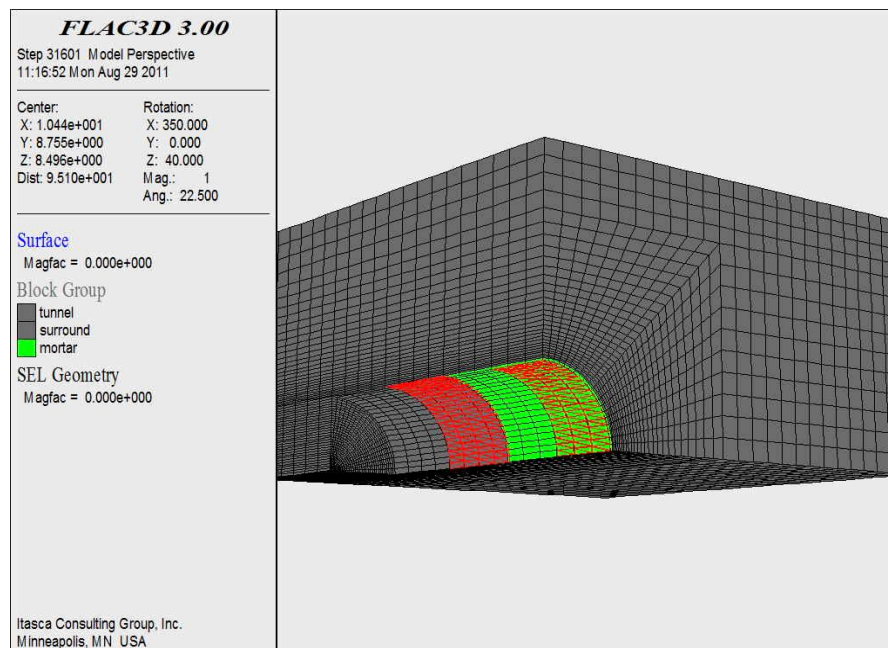 FLAC3D 3.00
Step 31601 Model Perspective
11:16:52 Mon Aug 29 2011
Center:
X: 1.044e+001
Y: 8.755e+000
Z: 8.496e+000
Dist: 9.510e+001
Rotation:
X: 350.000
Y: 0.000
Z: 40.000
Mag.: 1
Ang.: 22.500
Surface
Magfac = 0.000e+000
Block Group
tunnel
surround
mortar
SEL Geometry
Magfac = 0.000e+000
Itasca Consulting Group, Inc.
Minneapolis, MN USA